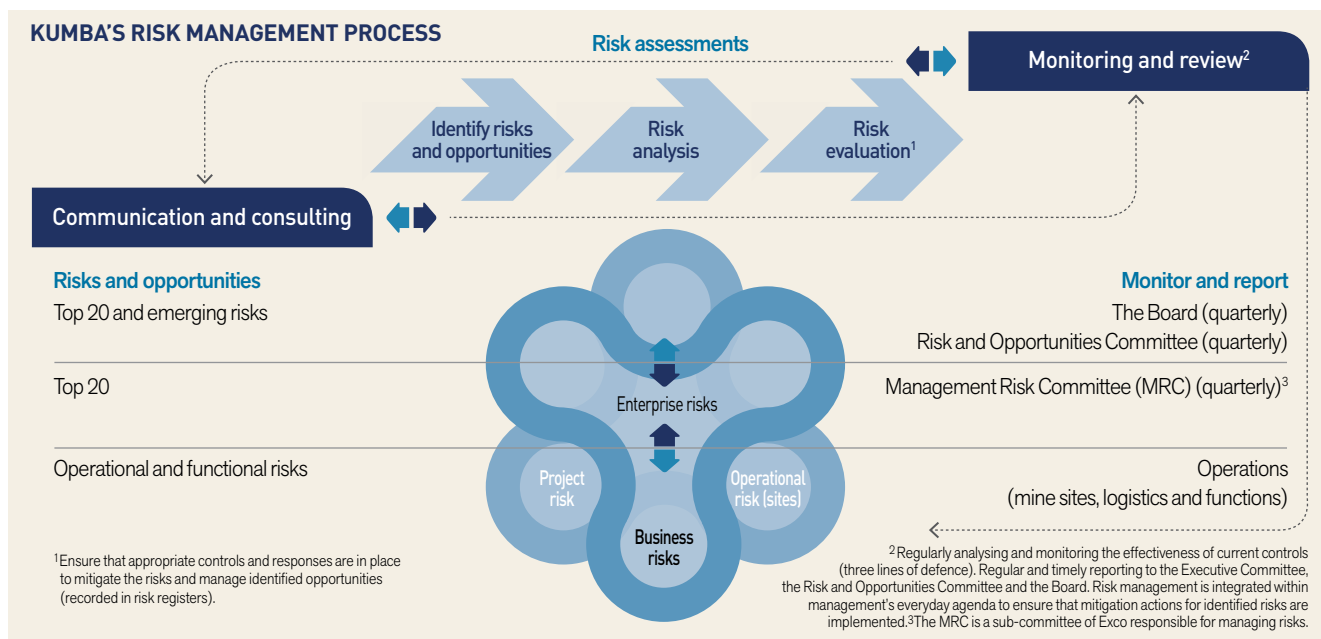 KUMBA'S RISK MANAGEMENT PROCESS
Risk assessments
Monitoring and review²
Identify risks
and opportunities
Risk
analysis
Risk
evaluation¹
Communication and consulting
Risks and opportunities
Monitor and report
Top 20 and emerging risks
The Board (quarterly)
Risk and Opportunities Committee (quarterly)
Top 20
Enterprise risks
Management Risk Committee (MRC) (quarterly)³
Operational and functional risks
Project
risk
Operational
risk (sites)
Business
risks
Operations
(mine sites, logistics and functions)
¹Ensure that appropriate controls and responses are in place
to mitigate the risks and manage identified opportunities
(recorded in risk registers).
²Regularly analysing and monitoring the effectiveness of current controls
(three lines of defence). Regular and timely reporting to the Executive Committee,
the Risk and Opportunities Committee and the Board. Risk management is integrated within
management's everyday agenda to ensure that mitigation actions for identified risks are
implemented.³The MRC is a sub-committee of Exco responsible for managing risks.